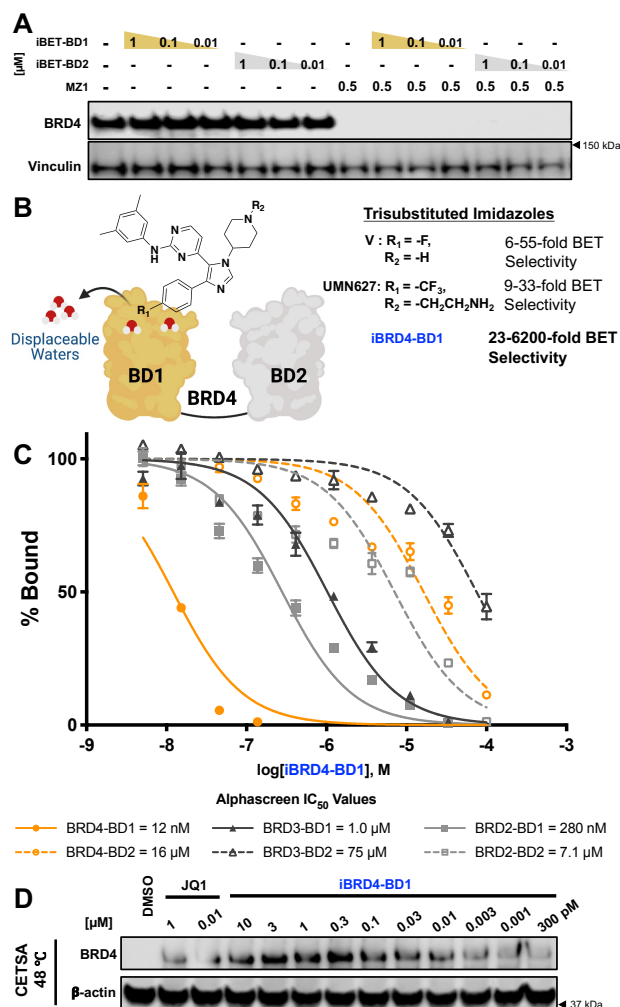 A
iBET-BD1 - 1 0.1 0.01 - - - - 1 0.1 0.01 - - -
[µM]
iBET-BD2 - - - - 1 0.1 0.01 - - - - 1 0.1 0.01
MZ1 - - - - - - - 0.5 0.5 0.5 0.5 0.5 0.5 0.5
BRD4
150 kDa
Vinculin
B
R2
N
N
N
NH
N
N
R1
Displaceable
Waters
BD1
BRD4
BD2
Trisubstituted Imidazoles
V : R1 = -F,
R2 = -H
6-55-fold BET
Selectivity
UMN627: R1 = -CF3,
R2 = -CH2CH2NH2
9-33-fold BET
Selectivity
iBRD4-BD1
23-6200-fold BET
Selectivity
C
% Bound
100
50
0
-9 -8 -7 -6 -5 -4 -3
log[iBRD4-BD1], M
Alphascreen IC50 Values
BRD4-BD1 = 12 nM BRD3-BD1 = 1.0 µM BRD2-BD1 = 280 nM
BRD4-BD2 = 16 µM BRD3-BD2 = 75 µM BRD2-BD2 = 7.1 µM
D
DMSO
JQ1
iBRD4-BD1
[µM] 1 0.01 10 3 1 0.3 0.1 0.03 0.01 0.003 0.001 300 pM
CETSA
48 ºC
BRD4
β-actin
37 kDa